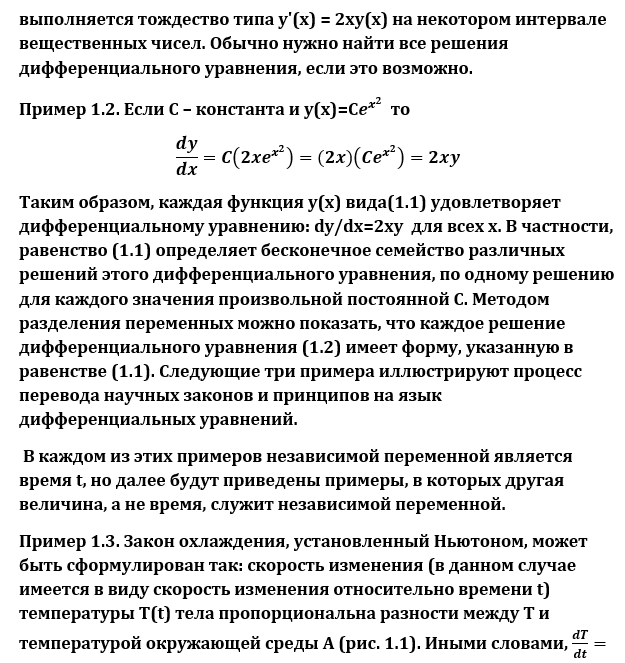 выполняется тождество типа y'(x) = 2xy(x) на некотором интервале
вещественных чисел. Обычно нужно найти все решения
дифференциального уравнения, если это возможно.
Пример 1.2. Если С – константа и y(x)=Ce^{x^2} то
\frac{dy}{dx} = C(2xe^{x^2}) = (2x)(Ce^{x^2}) = 2xy
Таким образом, каждая функция y(x) вида(1.1) удовлетворяет
дифференциальному уравнению: dy/dx=2xy для всех x. В частности,
равенство (1.1) определяет бесконечное семейство различных
решений этого дифференциального уравнения, по одному решению
для каждого значения произвольной постоянной С. Методом
разделения переменных можно показать, что каждое решение
дифференциального уравнения (1.2) имеет форму, указанную в
равенстве (1.1). Следующие три примера иллюстрируют процесс
перевода научных законов и принципов на язык
дифференциальных уравнений.
В каждом из этих примеров независимой переменной является
время t, но далее будут приведены примеры, в которых другая
величина, а не время, служит независимой переменной.
Пример 1.3. Закон охлаждения, установленный Ньютоном, может
быть сформулирован так: скорость изменения (в данном случае
имеется в виду скорость изменения относительно времени t)
температуры T(t) тела пропорциональна разности между T и
температурой окружающей среды A (рис. 1.1). Иными словами, \frac{dT}{dt} =